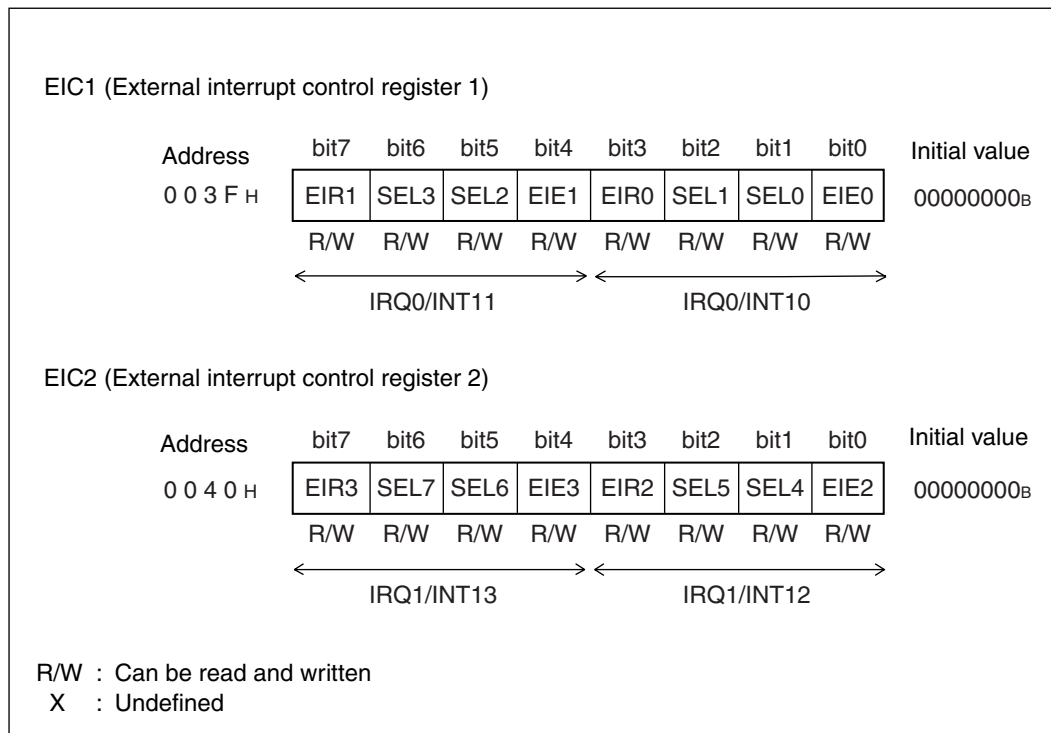 EIC1 (External interrupt control register 1)
Address bit7 bit6 bit5 bit4 bit3 bit2 bit1 bit0 Initial value
0 0 3 F H EIR1 SEL3 SEL2 EIE1 EIR0 SEL1 SEL0 EIE0 00000000B
R/W R/W R/W R/W R/W R/W R/W R/W
IRQ0/INT11 IRQ0/INT10
EIC2 (External interrupt control register 2)
Address bit7 bit6 bit5 bit4 bit3 bit2 bit1 bit0 Initial value
0 0 4 0 H EIR3 SEL7 SEL6 EIE3 EIR2 SEL5 SEL4 EIE2 00000000B
R/W R/W R/W R/W R/W R/W R/W R/W
IRQ1/INT13 IRQ1/INT12
R/W : Can be read and written
X : Undefined